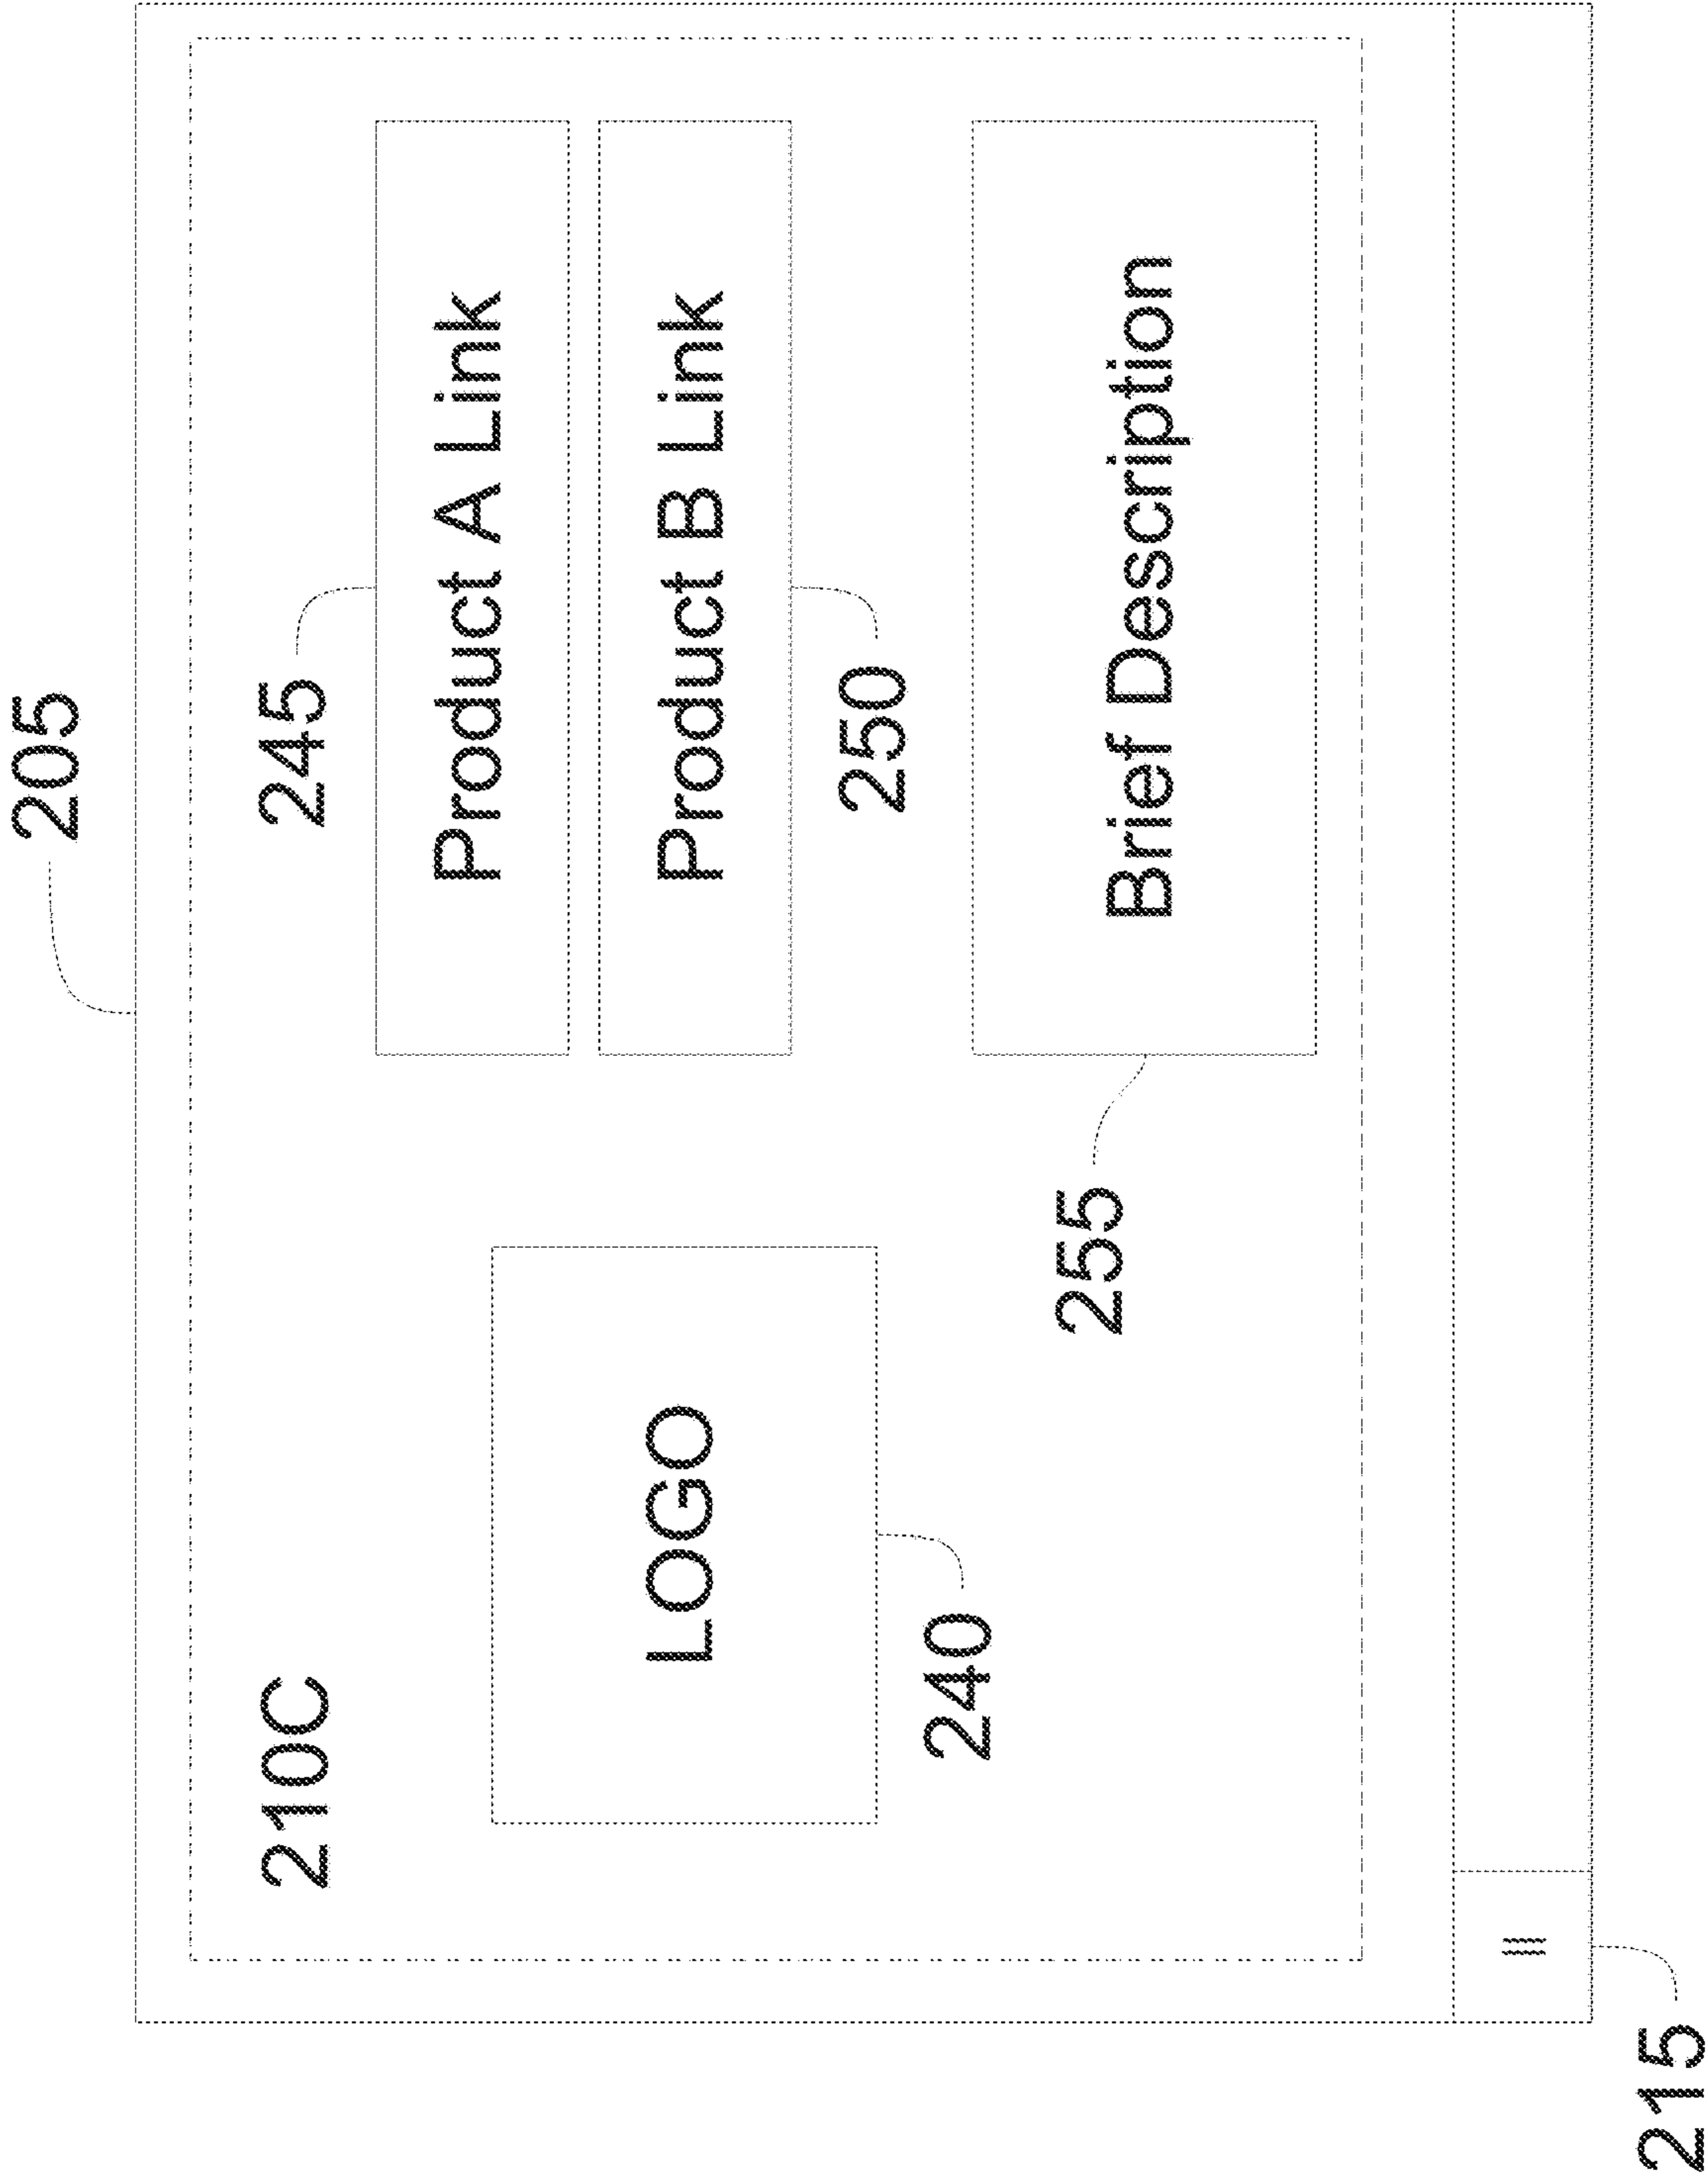 205
210C
245
Product A Link
Product B Link
250
LOGO
240
255
Brief Description
215